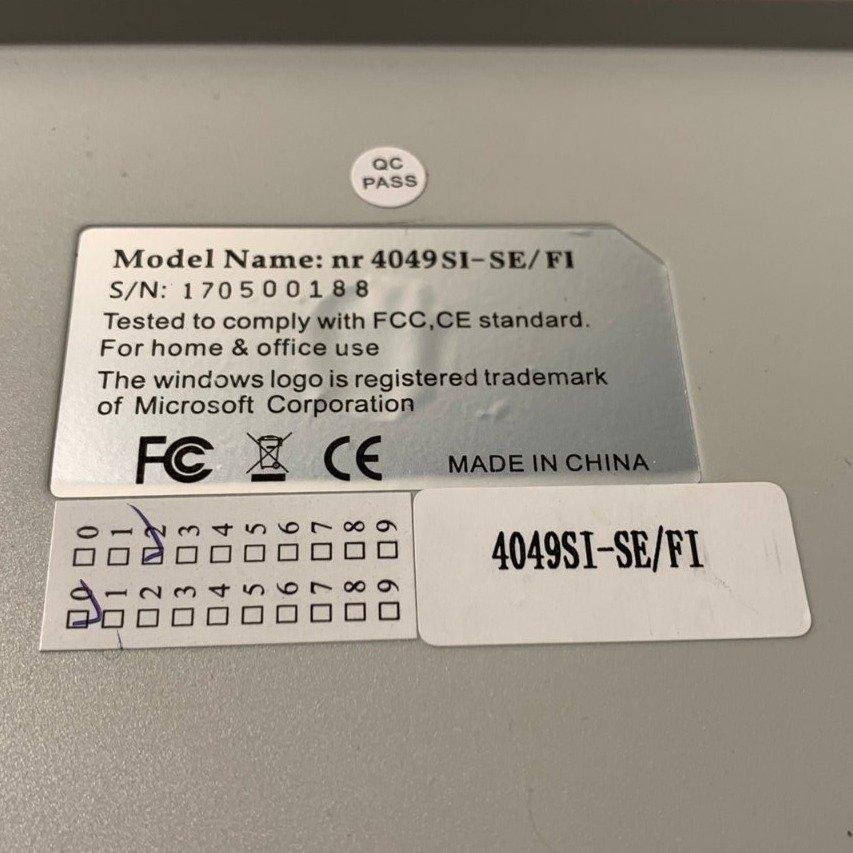 QC
PASS
Model Name: nr 4049SI-SE/FI
S/N: 170500188
Tested to comply with FCC,CE standard.
For home & office use
The windows logo is registered trademark
of Microsoft Corporation
FC CE MADE IN CHINA
0 1 2 3 4 5 6 7 8 9
0 1 2 3 4 5 6 7 8 9
4049SI-SE/FI